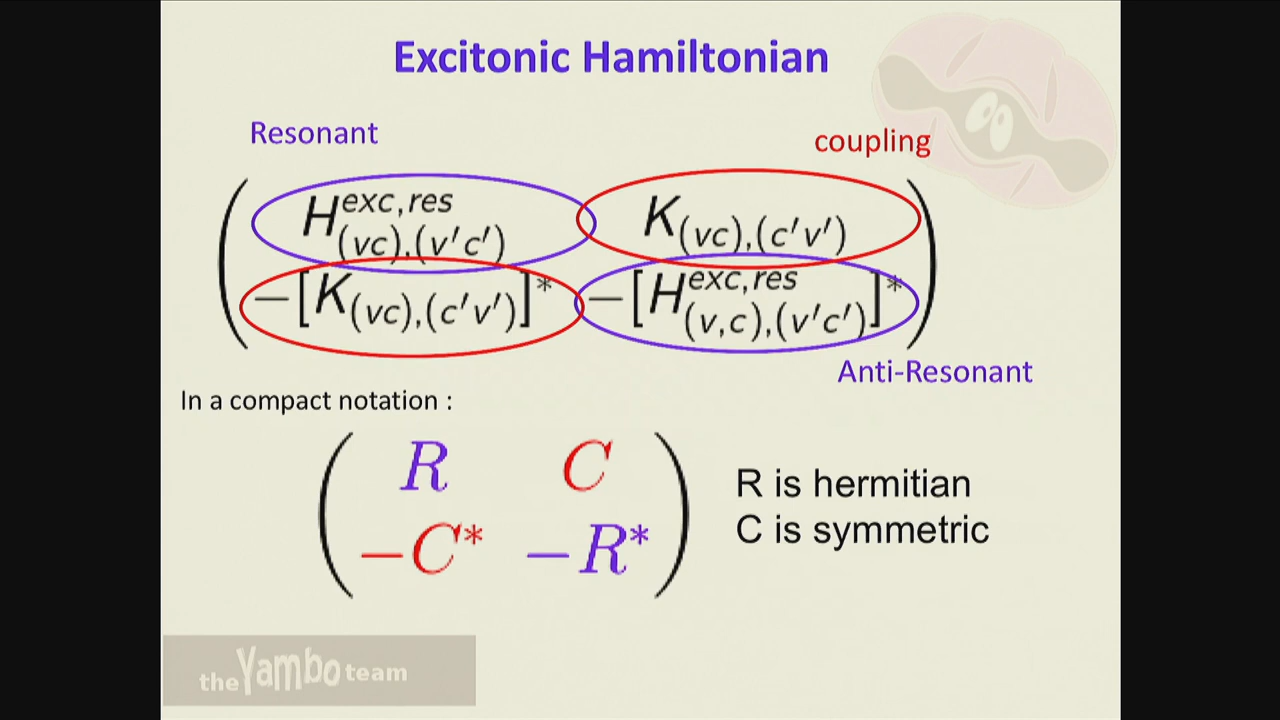 Excitonic Hamiltonian
Resonant
coupling
H^{exc,res}_{(vc),(v'c')} K_{(vc),(c'v')}
-[K_{(vc),(c'v')}]^* -[H^{exc,res}_{(v,c),(v'c')}]^*
Anti-Resonant
In a compact notation :
R C
-C^* -R^*
R is hermitian
C is symmetric
the Yambo team